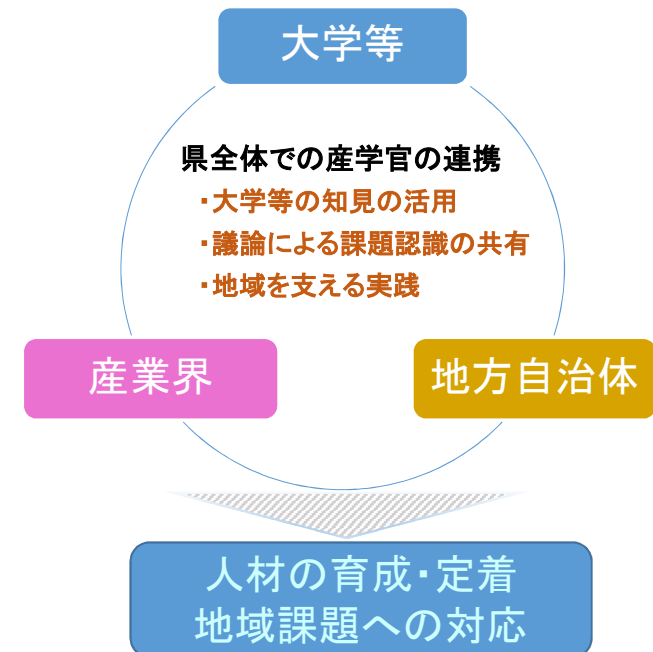 大学等
県全体での産学官の連携
・大学等の知見の活用
・議論による課題認識の共有
・地域を支える実践
産業界
地方自治体
人材の育成・定着
地域課題への対応